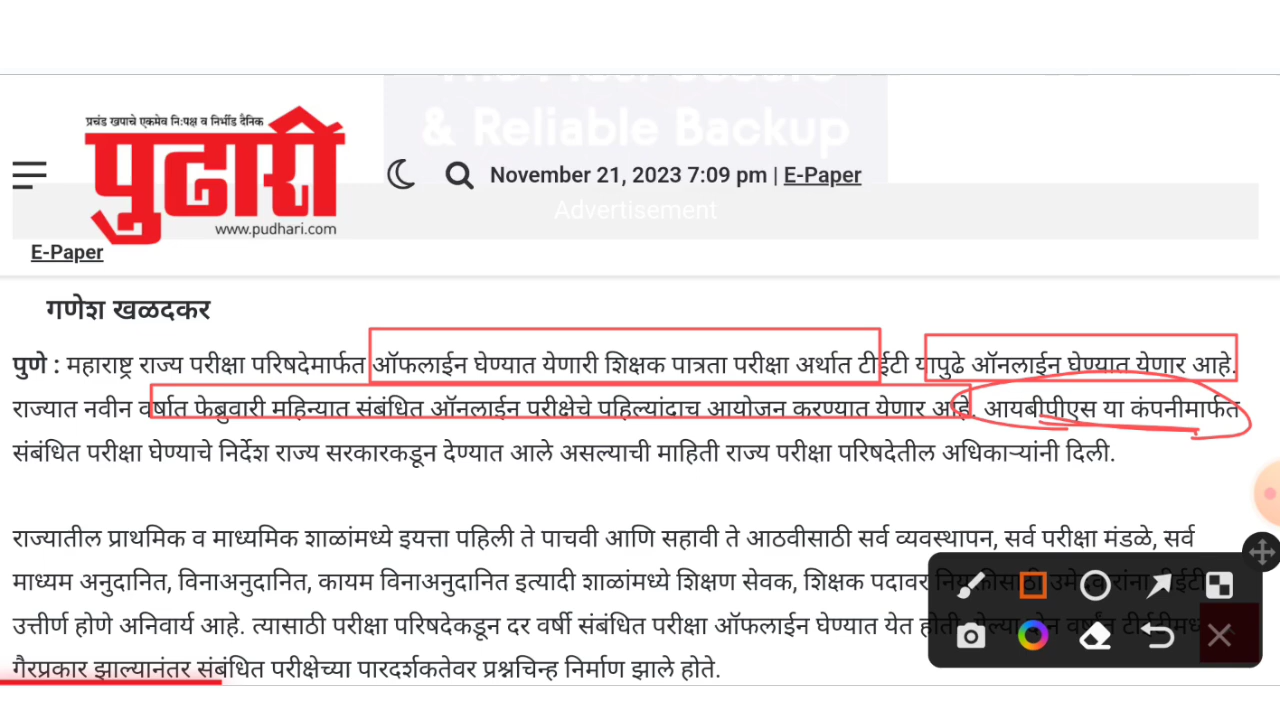 & Reliable Backup
प्रचंड खपाचे एकमेव नि:पक्ष व निर्भीड दैनिक
पुढारी
www.pudhari.com
November 21, 2023 7:09 pm | E-Paper
Advertisement
E-Paper
गणेश खळदकर
पुणे : महाराष्ट्र राज्य परीक्षा परिषदेमार्फत ऑफलाईन घेण्यात येणारी शिक्षक पात्रता परीक्षा अर्थात टीईटी यापुढे ऑनलाईन घेण्यात येणार आहे.
राज्यात नवीन वर्षात फेब्रुवारी महिन्यात संबंधित ऑनलाईन परीक्षेचे पहिल्यांदाच आयोजन करण्यात येणार आहे. आयबीपीएस या कंपनीमार्फत
संबंधित परीक्षा घेण्याचे निर्देश राज्य सरकारकडून देण्यात आले असल्याची माहिती राज्य परीक्षा परिषदेतील अधिकाऱ्यांनी दिली.
राज्यातील प्राथमिक व माध्यमिक शाळांमध्ये इयत्ता पहिली ते पाचवी आणि सहावी ते आठवीसाठी सर्व व्यवस्थापन, सर्व परीक्षा मंडळे, सर्व
माध्यम अनुदानित, विनाअनुदानित, कायम विनाअनुदानित इत्यादी शाळांमध्ये शिक्षण सेवक, शिक्षक पदावर नियुक्तीसाठी उमेदवारांना टीईटी
उत्तीर्ण होणे अनिवार्य आहे. त्यासाठी परीक्षा परिषदेकडून दर वर्षी संबंधित परीक्षा ऑफलाईन घेण्यात येत होती.
गैरप्रकार झाल्यानंतर संबंधित परीक्षेच्या पारदर्शकतेवर प्रश्नचिन्ह निर्माण झाले होते.